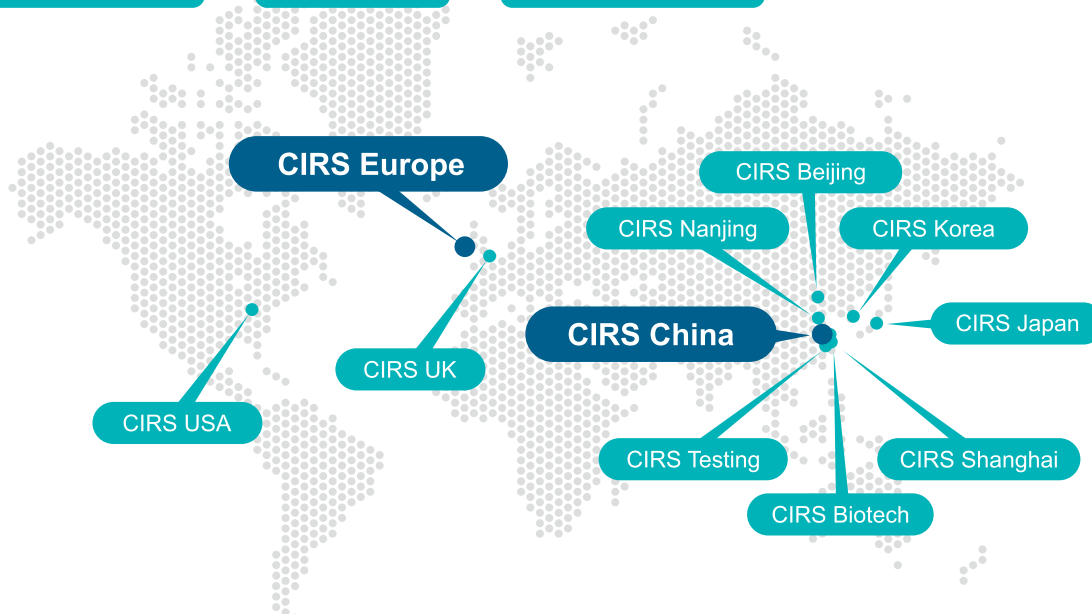 CIRS Europe
CIRS Beijing
CIRS Nanjing
CIRS Korea
CIRS China
CIRS Japan
CIRS UK
CIRS USA
CIRS Testing
CIRS Shanghai
CIRS Biotech